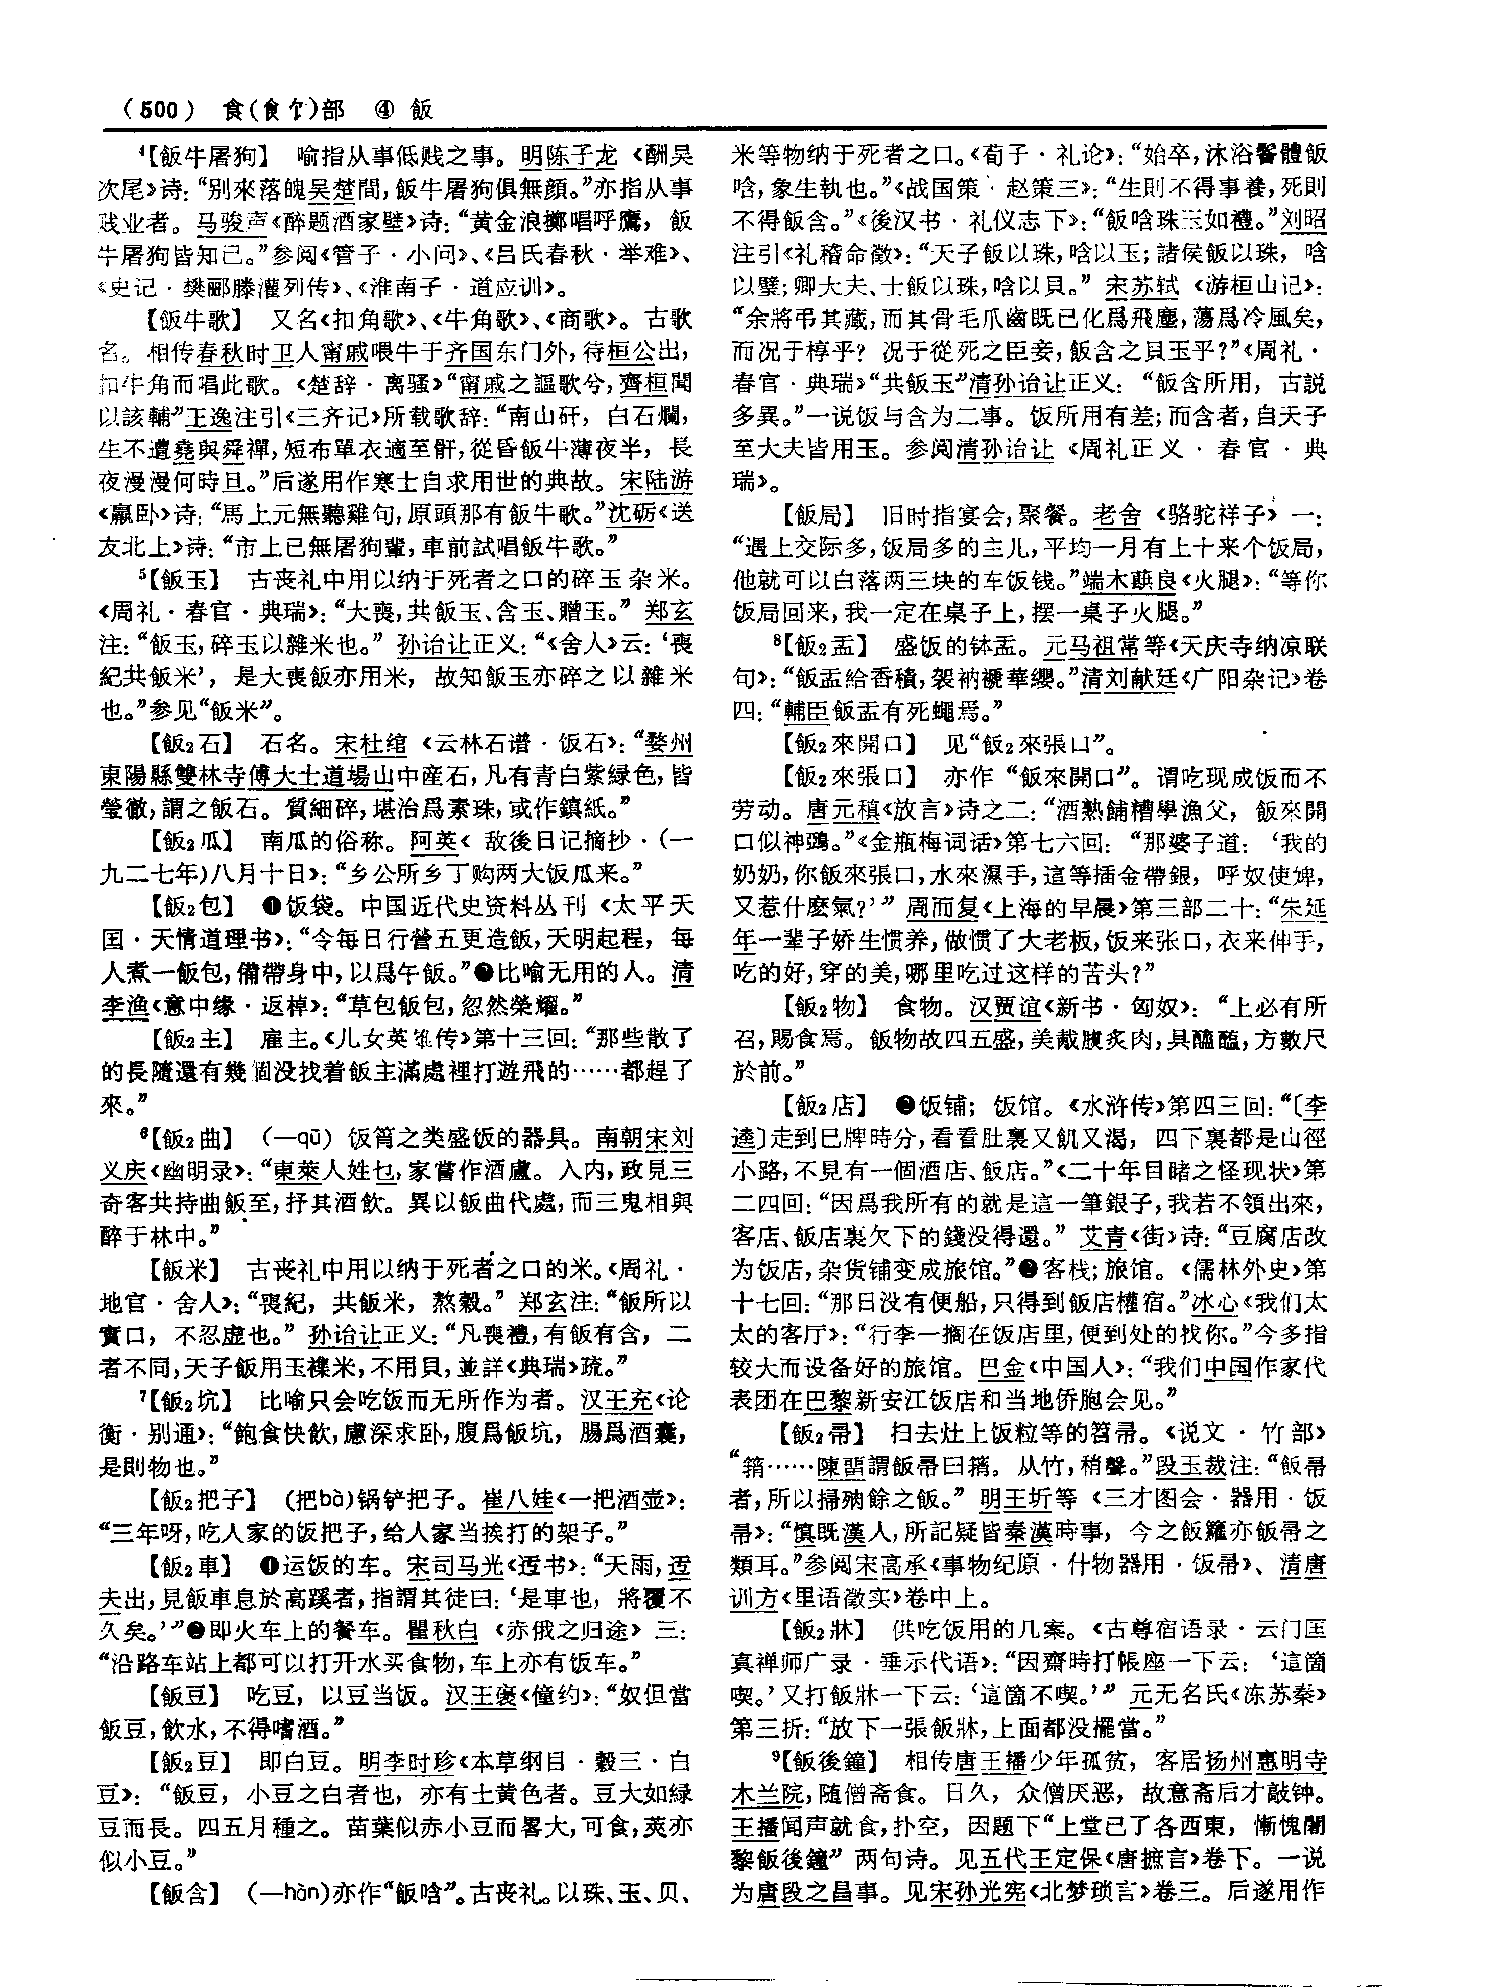 （500） 食(飠饣)部 ④ 飯
⁴【飯牛屠狗】 喻指从事低贱之事。明陈子龙《酬吴
次尾》诗：“别來落魄吴楚間，飯牛屠狗俱無顔。”亦指从事
贱业者。马骏声《醉题酒家壁》诗：“黄金浪擲唱呼鷹，飯
牛屠狗皆知已。”参阅《管子·小问》、《吕氏春秋·举难》、
《史记·樊郦滕灌列传》、《淮南子·道应训》。
【飯牛歌】 又名《扣角歌》、《牛角歌》、《商歌》。古歌
名。相传春秋时卫人甯戚喂牛于齐国东门外，待桓公出，
扣牛角而唱此歌。《楚辞·离骚》“甯戚之謳歌兮，齊桓聞
以該輔”王逸注引《三齐记》所载歌辞：“南山矸，白石爛，
生不遭堯與舜禪，短布單衣適至骭，從昏飯牛薄夜半，長
夜漫漫何時旦。”后遂用作寒士自求用世的典故。宋陆游
《羸卧》诗：“馬上元無聽雞句，原頭那有飯牛歌。”沈砺《送
友北上》诗：“市上已無屠狗輩，車前試唱飯牛歌。”
⁵【飯玉】 古丧礼中用以纳于死者之口的碎玉杂米。
《周礼·春官·典瑞》：“大喪，共飯玉、含玉、贈玉。”郑玄
注：“飯玉，碎玉以雜米也。”孙诒让正义：“《舍人》云：‘喪
紀共飯米’，是大喪飯亦用米，故知飯玉亦碎之以雜米
也。”参见“飯米”。
【飯₂石】 石名。宋杜绾《云林石谱·饭石》：“婺州
東陽縣雙林寺傅大士道場山中産石，凡有青白紫緑色，皆
瑩徹，謂之飯石。質細碎，堪治爲素珠，或作鎮紙。”
【飯₂瓜】 南瓜的俗称。阿英《敌後日记摘抄·(一
九二七年)八月十日》：“乡公所乡丁购两大饭瓜来。”
【飯₂包】 ❶饭袋。中国近代史资料丛刊《太平天
国·天情道理书》：“令每日行營五更造飯，天明起程，每
人煮一飯包，備帶身中，以爲午飯。”❷比喻无用的人。清
李渔《意中缘·返棹》：“草包飯包，忽然榮耀。”
【飯₂主】 雇主。《儿女英雄传》第十三回：“那些散了
的長隨還有幾個没找着飯主滿處裡打遊飛的……都趕了
來。”
⁶【飯₂曲】 （—qū）饭筲之类盛饭的器具。南朝宋刘
义庆《幽明录》：“東萊人姓乜，家嘗作酒盧。入内，政見三
奇客共持曲飯至，抒其酒飲。異以飯曲代處，而三鬼相與
醉于林中。”
【飯米】 古丧礼中用以纳于死者之口的米。《周礼·
地官·舍人》：“喪紀，共飯米，熬穀。”郑玄注：“飯所以
實口，不忍虚也。”孙诒让正义：“凡喪禮，有飯有含，二
者不同，天子飯用玉襍米，不用貝，並詳《典瑞》疏。”
⁷【飯₂坑】 比喻只会吃饭而无所作为者。汉王充《论
衡·别通》：“飽食快飲，慮深求卧，腹爲飯坑，腸爲酒囊，
是則物也。”
【飯₂把子】 (把bà)锅铲把子。崔八娃《一把酒壶》：
“三年呀，吃人家的饭把子，给人家当挨打的架子。”
【飯₂車】 ❶运饭的车。宋司马光《迂书》：“天雨，迂
夫出，見飯車息於高蹊者，指謂其徒曰：‘是車也，將覆不
久矣。’”❷即火车上的餐车。瞿秋白《赤俄之归途》三：
“沿路车站上都可以打开水买食物，车上亦有饭车。”
【飯豆】 吃豆，以豆当饭。汉王褒《僮约》：“奴但當
飯豆，飲水，不得嗜酒。”
【飯₂豆】 即白豆。明李时珍《本草纲目·穀三·白
豆》：“飯豆，小豆之白者也，亦有土黄色者。豆大如緑
豆而長。四五月種之。苗葉似赤小豆而畧大，可食，莢亦
似小豆。”
【飯含】 （—hàn)亦作“飯唅”。古丧礼。以珠、玉、贝、
米等物纳于死者之口。《荀子·礼论》：“始卒，沐浴鬠體飯
唅，象生執也。”《战国策·赵策三》：“生則不得事養，死則
不得飯含。”《後汉书·礼仪志下》：“飯唅珠玉如禮。”刘昭
注引《礼稽命徵》：“天子飯以珠，唅以玉；諸侯飯以珠，唅
以璧；卿大夫、士飯以珠，唅以貝。”宋苏轼《游桓山记》：
“余將弔其藏，而其骨毛爪齒既已化爲飛塵，蕩爲冷風矣，
而况于椁乎？况于從死之臣妾，飯含之貝玉乎？”《周礼·
春官·典瑞》“共飯玉”清孙诒让正义：“飯含所用，古説
多異。”一说饭与含为二事。饭所用有差；而含者，自天子
至大夫皆用玉。参阅清孙诒让《周礼正义·春官·典
瑞》。
【飯局】 旧时指宴会，聚餐。老舍《骆驼祥子》一：
“遇上交际多，饭局多的主儿，平均一月有上十来个饭局，
他就可以白落两三块的车饭钱。”端木蕻良《火腿》：“等你
饭局回来，我一定在桌子上，摆一桌子火腿。”
⁸【飯₂盂】 盛饭的钵盂。元马祖常等《天庆寺纳凉联
句》：“飯盂給香積，袈衲褫華纓。”清刘献廷《广阳杂记》卷
四：“輔臣飯盂有死蠅焉。”
【飯₂來開口】 见“飯₂來張口”。
【飯₂來張口】 亦作“飯來開口”。谓吃现成饭而不
劳动。唐元稹《放言》诗之二：“酒熟餔糟學漁父，飯來開
口似神鴉。”《金瓶梅词话》第七六回：“那婆子道：‘我的
奶奶，你飯來張口，水來濕手，這等插金帶銀，呼奴使婢，
又惹什麽氣？’”周而复《上海的早晨》第三部二十：“朱延
年一辈子娇生惯养，做惯了大老板，饭来张口，衣来伸手，
吃的好，穿的美，哪里吃过这样的苦头？”
【飯₂物】 食物。汉贾谊《新书·匈奴》：“上必有所
召，賜食焉。飯物故四五盛，美胾膹炙肉，具醯醢，方數尺
於前。”
【飯₂店】 ❶饭铺；饭馆。《水浒传》第四三回：“〔李
逵〕走到巳牌時分，看看肚裏又飢又渴，四下裏都是山徑
小路，不見有一個酒店、飯店。”《二十年目睹之怪现状》第
二四回：“因爲我所有的就是這一筆銀子，我若不領出來，
客店、飯店裏欠下的錢没得還。”艾青《街》诗：“豆腐店改
为饭店，杂货铺变成旅馆。”❷客栈；旅馆。《儒林外史》第
十七回：“那日没有便船，只得到飯店權宿。”冰心《我们太
太的客厅》：“行李一搁在饭店里，便到处的找你。”今多指
较大而设备好的旅馆。巴金《中国人》：“我们中国作家代
表团在巴黎新安江饭店和当地侨胞会见。”
【飯₂帚】 扫去灶上饭粒等的笤帚。《说文·竹部》
“䈰……陳畱謂飯帚曰䈰。从竹，稍聲。”段玉裁注：“飯帚
者，所以掃殘餘之飯。”明王圻等《三才图会·器用·饭
帚》：“慎既漢人，所記疑皆秦漢時事，今之飯籮亦飯帚之
類耳。”参阅宋高承《事物纪原·什物器用·饭帚》、清唐
训方《里语徵实》卷中上。
【飯₂牀】 供吃饭用的几案。《古尊宿语录·云门匡
真禅师广录·垂示代语》：“因齋時打帳座一下云：‘這箇
喫。’又打飯牀一下云：‘這箇不喫。’”元无名氏《冻苏秦》
第三折：“放下一張飯牀，上面都没擺當。”
⁹【飯後鐘】 相传唐王播少年孤贫，客居扬州惠明寺
木兰院，随僧斋食。日久，众僧厌恶，故意斋后才敲钟。
王播闻声就食，扑空，因题下“上堂已了各西東，慚愧闍
黎飯後鐘”两句诗。见五代王定保《唐摭言》卷下。一说
为唐段之昌事。见宋孙光宪《北梦琐言》卷三。后遂用作